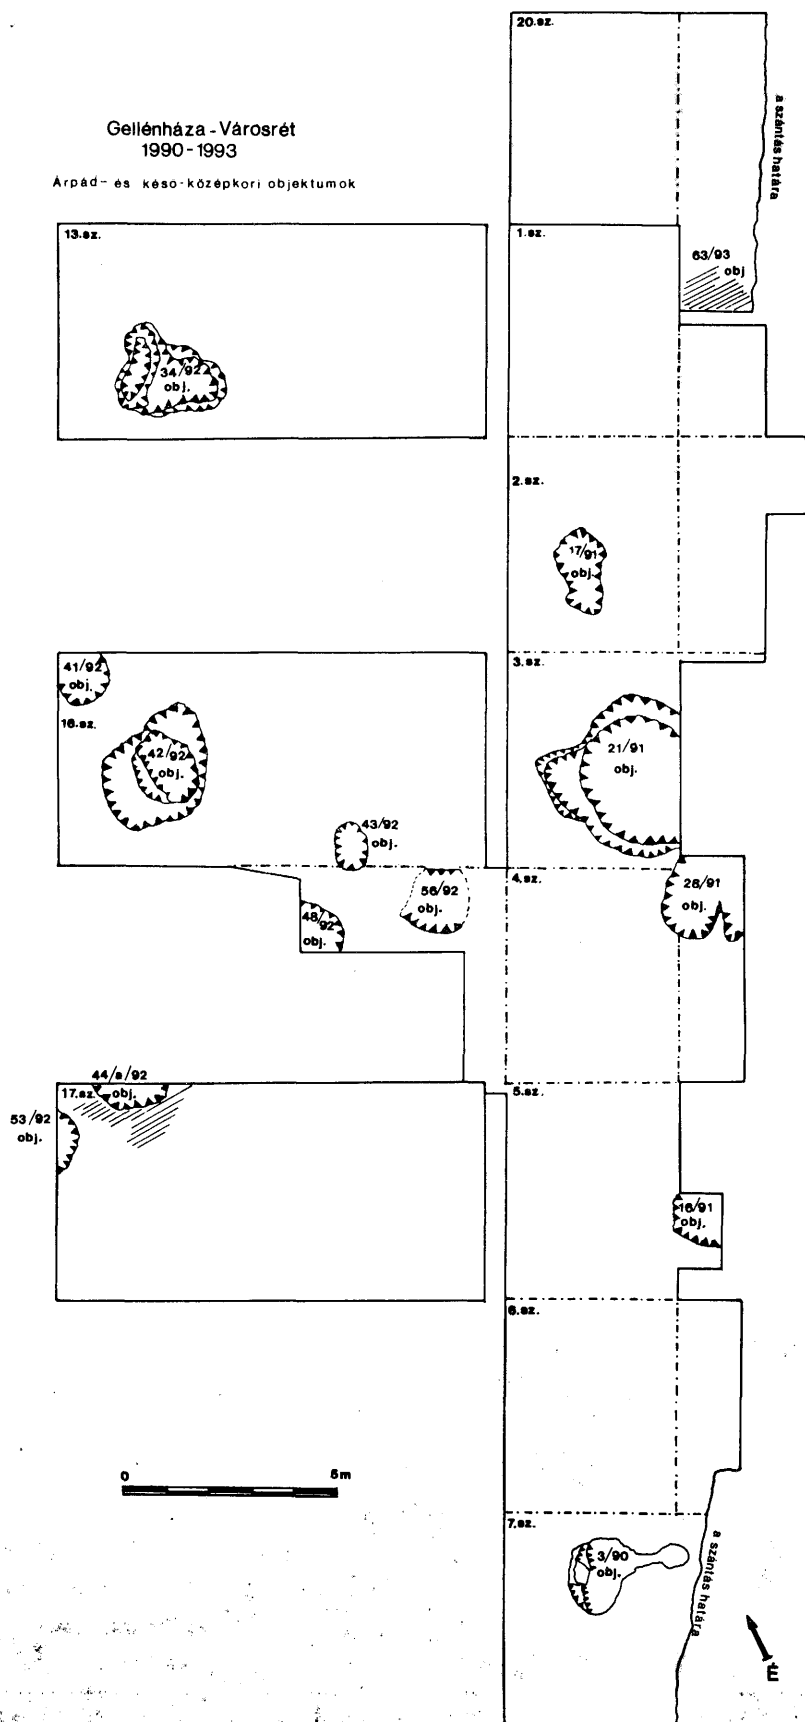 20.sz.
a szántás határa
Gellénháza - Városrét
1990-1993
Árpád- és késő-középkori objektumok
13.sz.
1.sz.
63/93
obj
34/92
obj.
2.sz.
17/91
obj.
41/92
obj.
16.sz.
3.sz.
42/92
obj.
21/91
obj.
43/92
obj.
4.sz.
56/92
obj.
26/91
obj.
48/92
obj.
44/a/92
obj.
17.sz.
53/92
obj.
5.sz.
16/91
obj.
6.sz.
0 5m
7.sz.
3/90
obj.
a szántás határa
É